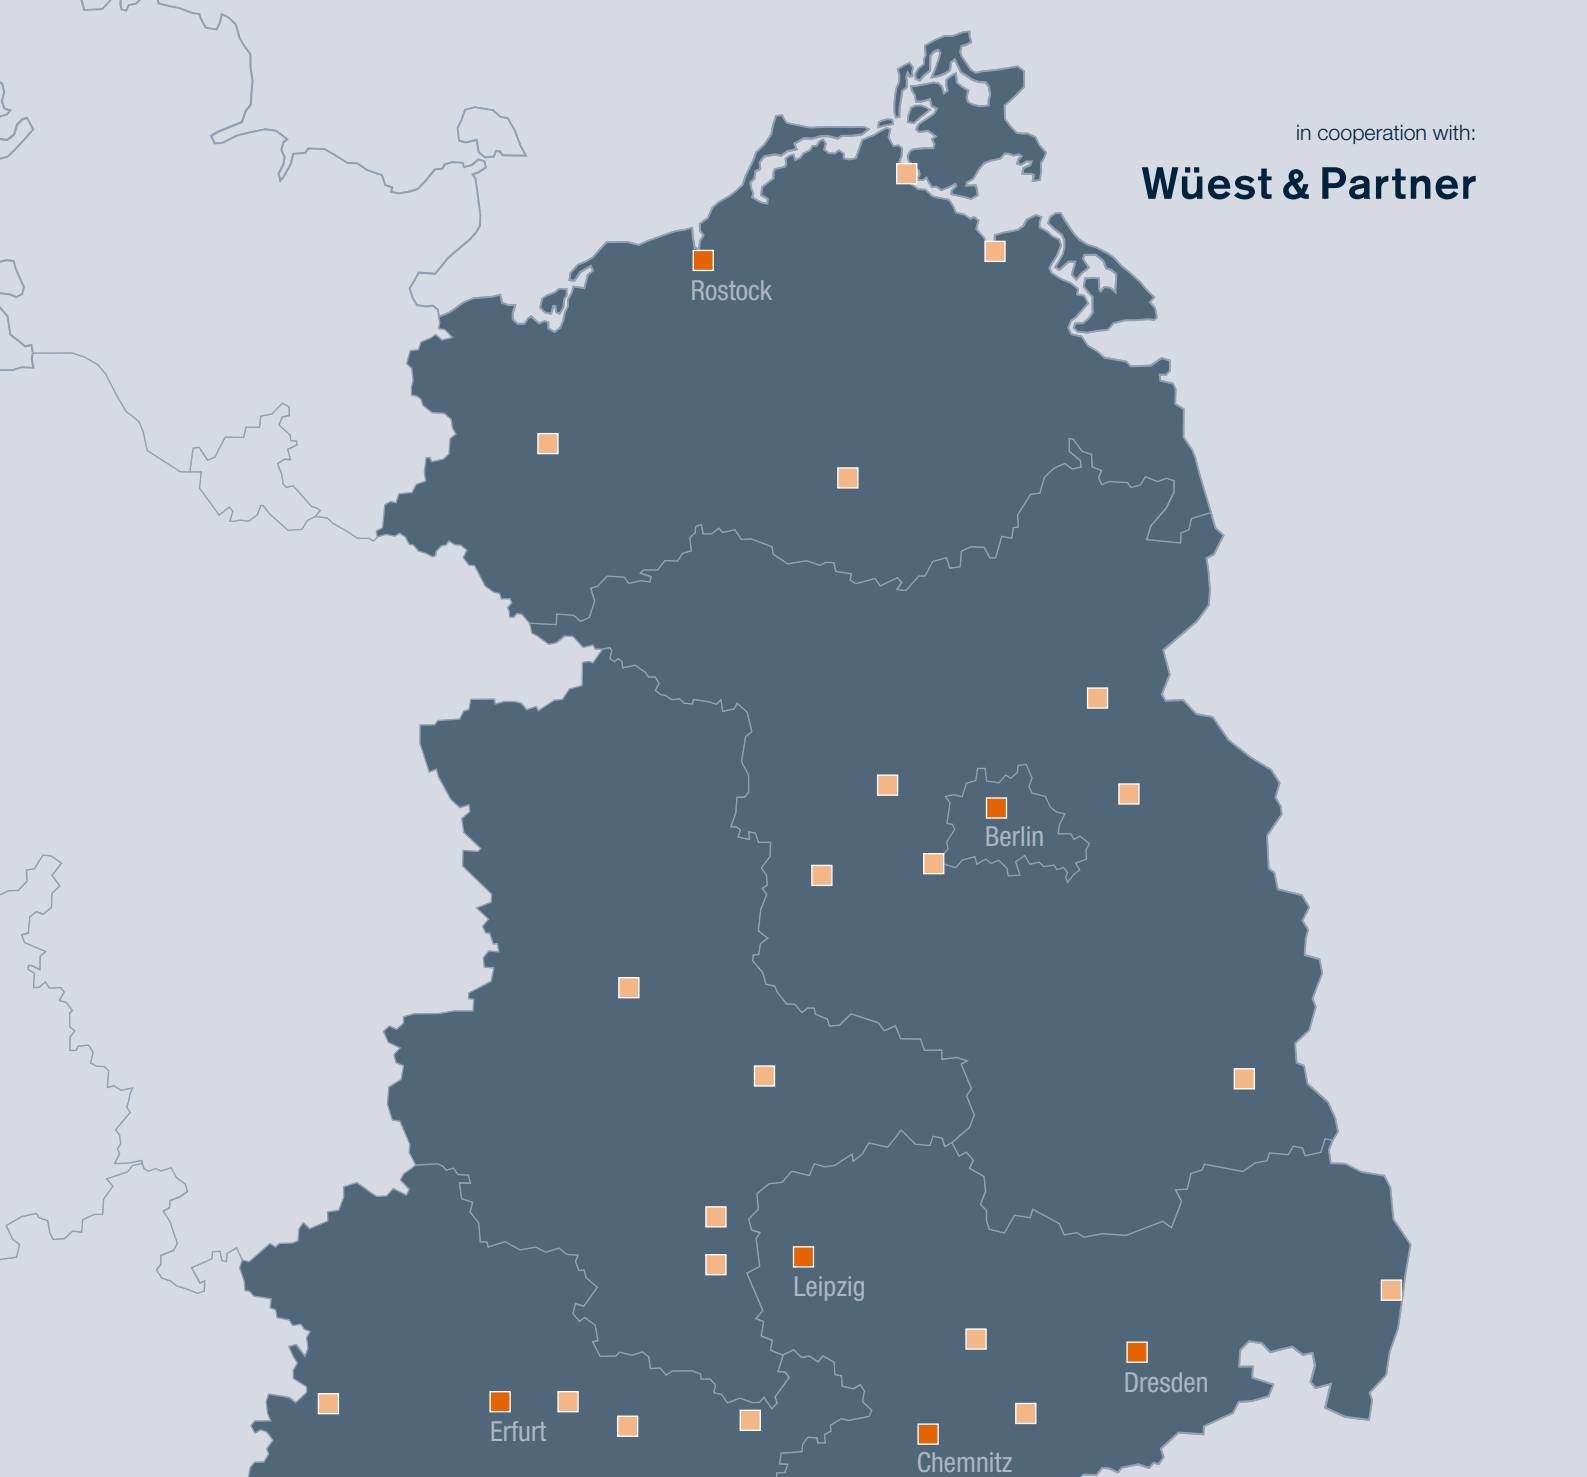 in cooperation with:
Wüest & Partner
Rostock
Berlin
Leipzig
Dresden
Erfurt
Chemnitz